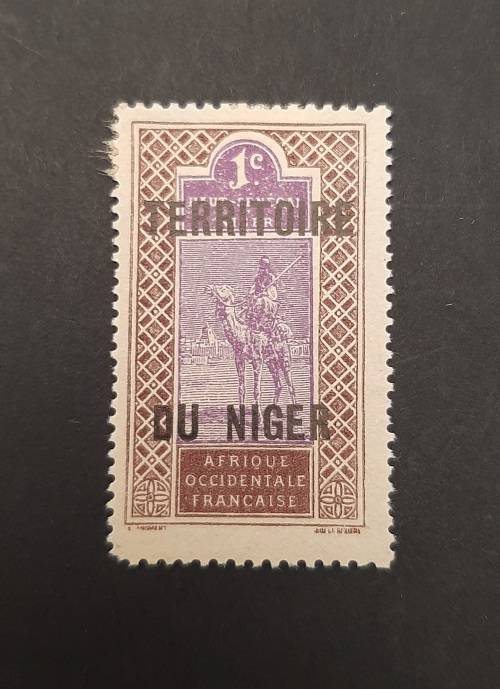 1c
TERRITOIRE
DU NIGER
AFRIQUE
OCCIDENTALE
FRANCAISE